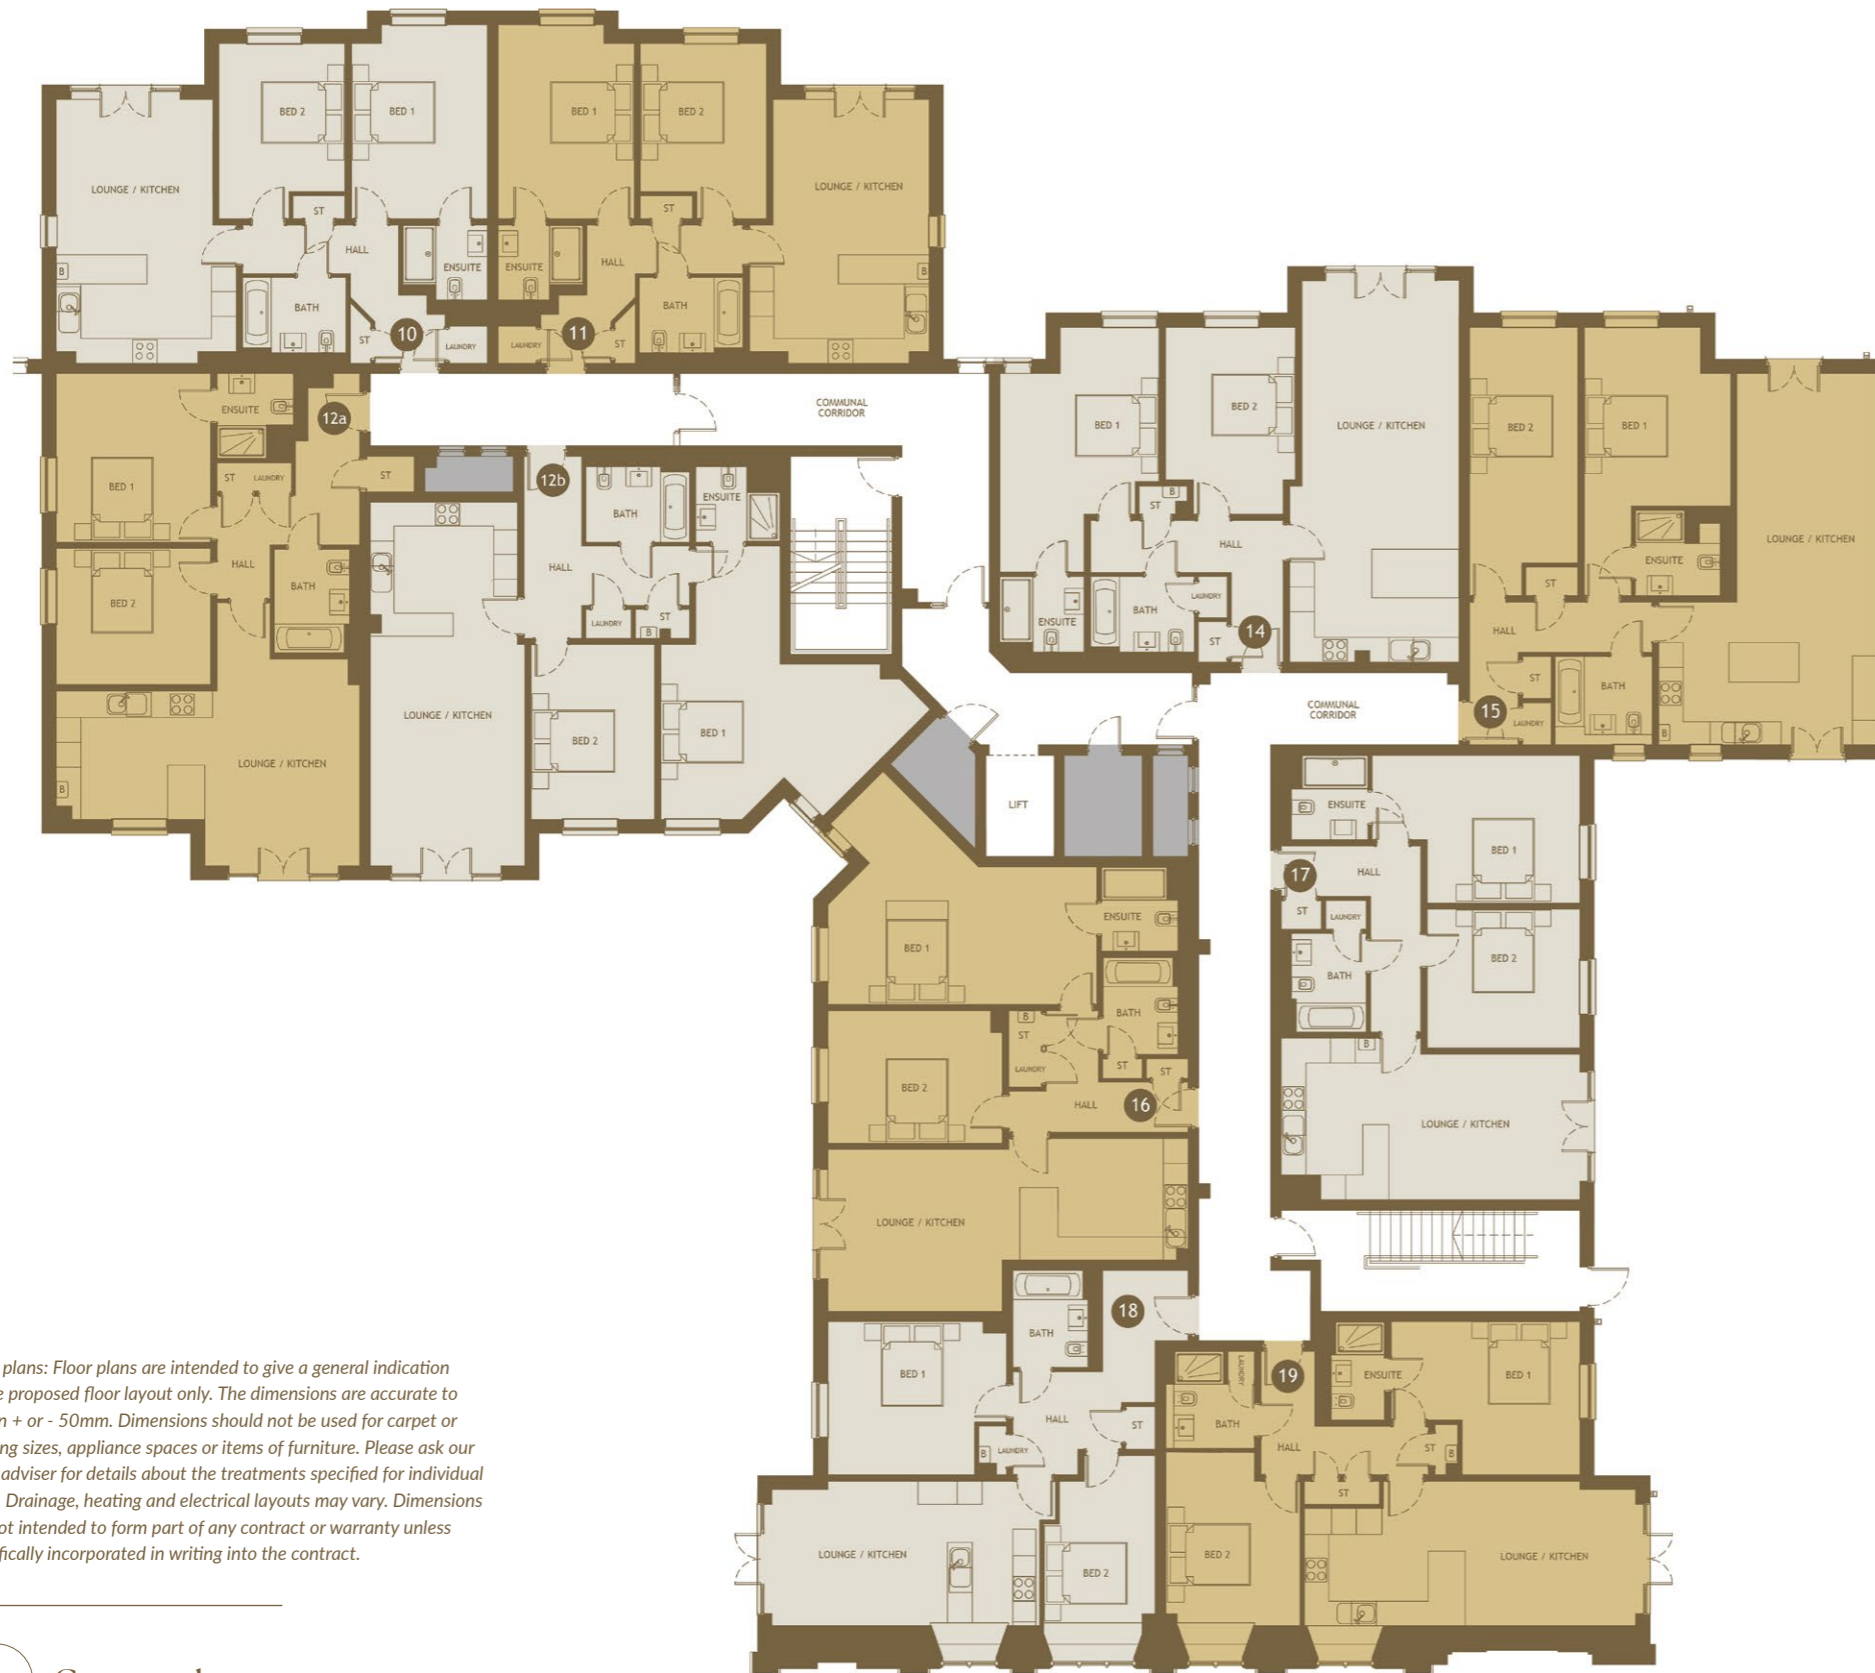 BED 2
BED 1
BED 1
BED 2
LOUNGE / KITCHEN
LOUNGE / KITCHEN
ST
ST
HALL
HALL
ENSUITE
ENSUITE
B
B
BATH
BATH
ST
10
LAUNDRY
LAUNDRY
11
ST
COMMUNAL
CORRIDOR
ENSUITE
12a
BED 1
ST
LAUNDRY
ST
12b
BATH
ENSUITE
HALL
BED 2
BATH
HALL
LAUNDRY
ST
B
LOUNGE / KITCHEN
BED 2
BED 1
LOUNGE / KITCHEN
B
BED 1
BED 2
LOUNGE / KITCHEN
B
ST
HALL
LAUNDRY
BATH
ENSUITE
ST
14
BED 2
BED 1
LOUNGE / KITCHEN
ENSUITE
ST
HALL
ST
BATH
15
LAUNDRY
B
COMMUNAL
CORRIDOR
LIFT
ENSUITE
BED 1
17
HALL
ST
LAUNDRY
BATH
BED 2
B
LOUNGE / KITCHEN
BED 1
ENSUITE
BATH
B
ST
LAUNDRY
ST
ST
BED 2
HALL
16
LOUNGE / KITCHEN
18
BATH
BED 1
HALL
ST
B
LAUNDRY
LOUNGE / KITCHEN
BED 2
LAUNDRY
19
ENSUITE
BED 1
BATH
HALL
ST
B
ST
BED 2
LOUNGE / KITCHEN
plans: Floor plans are intended to give a general indication
proposed floor layout only. The dimensions are accurate to
+ or - 50mm. Dimensions should not be used for carpet or
sizes, appliance spaces or items of furniture. Please ask our
adviser for details about the treatments specified for individual
Drainage, heating and electrical layouts may vary. Dimensions
intended to form part of any contract or warranty unless
incorporated in writing into the contract.